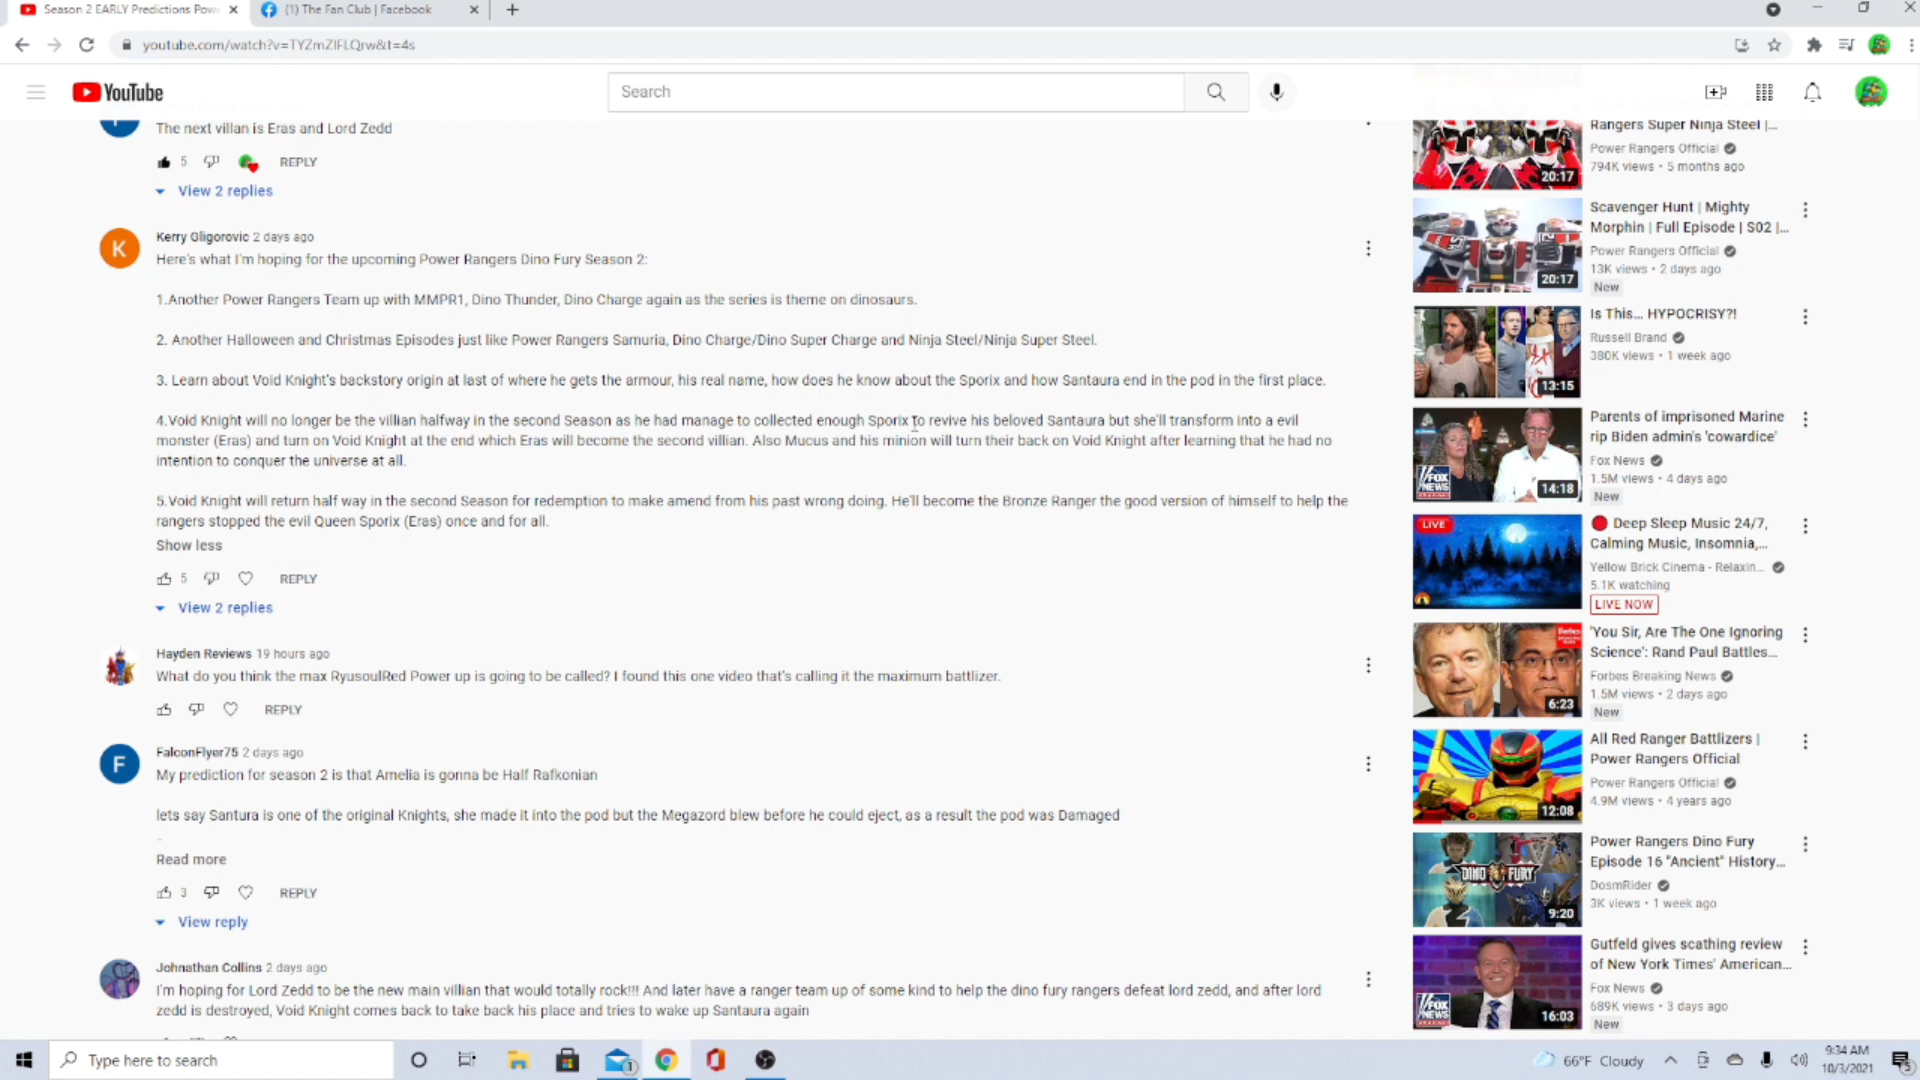 Season 2 EARLY Predictions Pow
(1) The Fan Club | Facebook
youtube.com/watch?v=TYZmZIFLQrw&t=4s
YouTube
Search
The next villan is Eras and Lord Zedd
5 REPLY
View 2 replies
K
Kerry Gligorovic 2 days ago
Here's what I'm hoping for the upcoming Power Rangers Dino Fury Season 2:
1.Another Power Rangers Team up with MMPR1, Dino Thunder, Dino Charge again as the series is theme on dinosaurs.
2. Another Halloween and Christmas Episodes just like Power Rangers Samuria, Dino Charge/Dino Super Charge and Ninja Steel/Ninja Super Steel.
3. Learn about Void Knight's backstory origin at last of where he gets the armour, his real name, how does he know about the Sporix and how Santaura end in the pod in the first place.
4.Void Knight will no longer be the villian halfway in the second Season as he had manage to collected enough Sporix to revive his beloved Santaura but she'll transform into a evil
monster (Eras) and turn on Void Knight at the end which Eras will become the second villian. Also Mucus and his minion will turn their back on Void Knight after learning that he had no
intention to conquer the universe at all.
5.Void Knight will return half way in the second Season for redemption to make amend from his past wrong doing. He'll become the Bronze Ranger the good version of himself to help the
rangers stopped the evil Queen Sporix (Eras) once and for all.
Show less
5 REPLY
View 2 replies
Hayden Reviews 19 hours ago
What do you think the max RyusoulRed Power up is going to be called? I found this one video that's calling it the maximum battlizer.
REPLY
F
FalconFlyer75 2 days ago
My prediction for season 2 is that Amelia is gonna be Half Rafkonian
lets say Santura is one of the original Knights, she made it into the pod but the Megazord blew before he could eject, as a result the pod was Damaged
Read more
3 REPLY
View reply
Johnathan Collins 2 days ago
I'm hoping for Lord Zedd to be the new main villian that would totally rock!!! And later have a ranger team up of some kind to help the dino fury rangers defeat lord zedd, and after lord
zedd is destroyed, Void Knight comes back to take back his place and tries to wake up Santaura again
Rangers Super Ninja Steel |...
Power Rangers Official
794K views • 5 months ago
20:17
Scavenger Hunt | Mighty
Morphin | Full Episode | S02 |...
Power Rangers Official
13K views • 2 days ago
New
20:17
Is This... HYPOCRISY?!
Russell Brand
380K views • 1 week ago
13:15
Parents of imprisoned Marine
rip Biden admin's 'cowardice'
Fox News
1.5M views • 4 days ago
New
FOX
NEWS
14:18
LIVE
Deep Sleep Music 24/7,
Calming Music, Insomnia,...
Yellow Brick Cinema - Relaxin...
5.1K watching
LIVE NOW
'You Sir, Are The One Ignoring
Science': Rand Paul Battles...
Forbes Breaking News
1.5M views • 2 days ago
New
6:23
All Red Ranger Battlizers |
Power Rangers Official
Power Rangers Official
4.9M views • 4 years ago
12:08
Power Rangers Dino Fury
Episode 16 "Ancient" History...
DosmRider
3K views • 1 week ago
DINO FURY
9:20
Gutfeld gives scathing review
of New York Times' American...
Fox News
689K views • 3 days ago
New
FOX
NEWS
16:03
Type here to search
1
66°F Cloudy
9:34 AM
10/3/2021
5